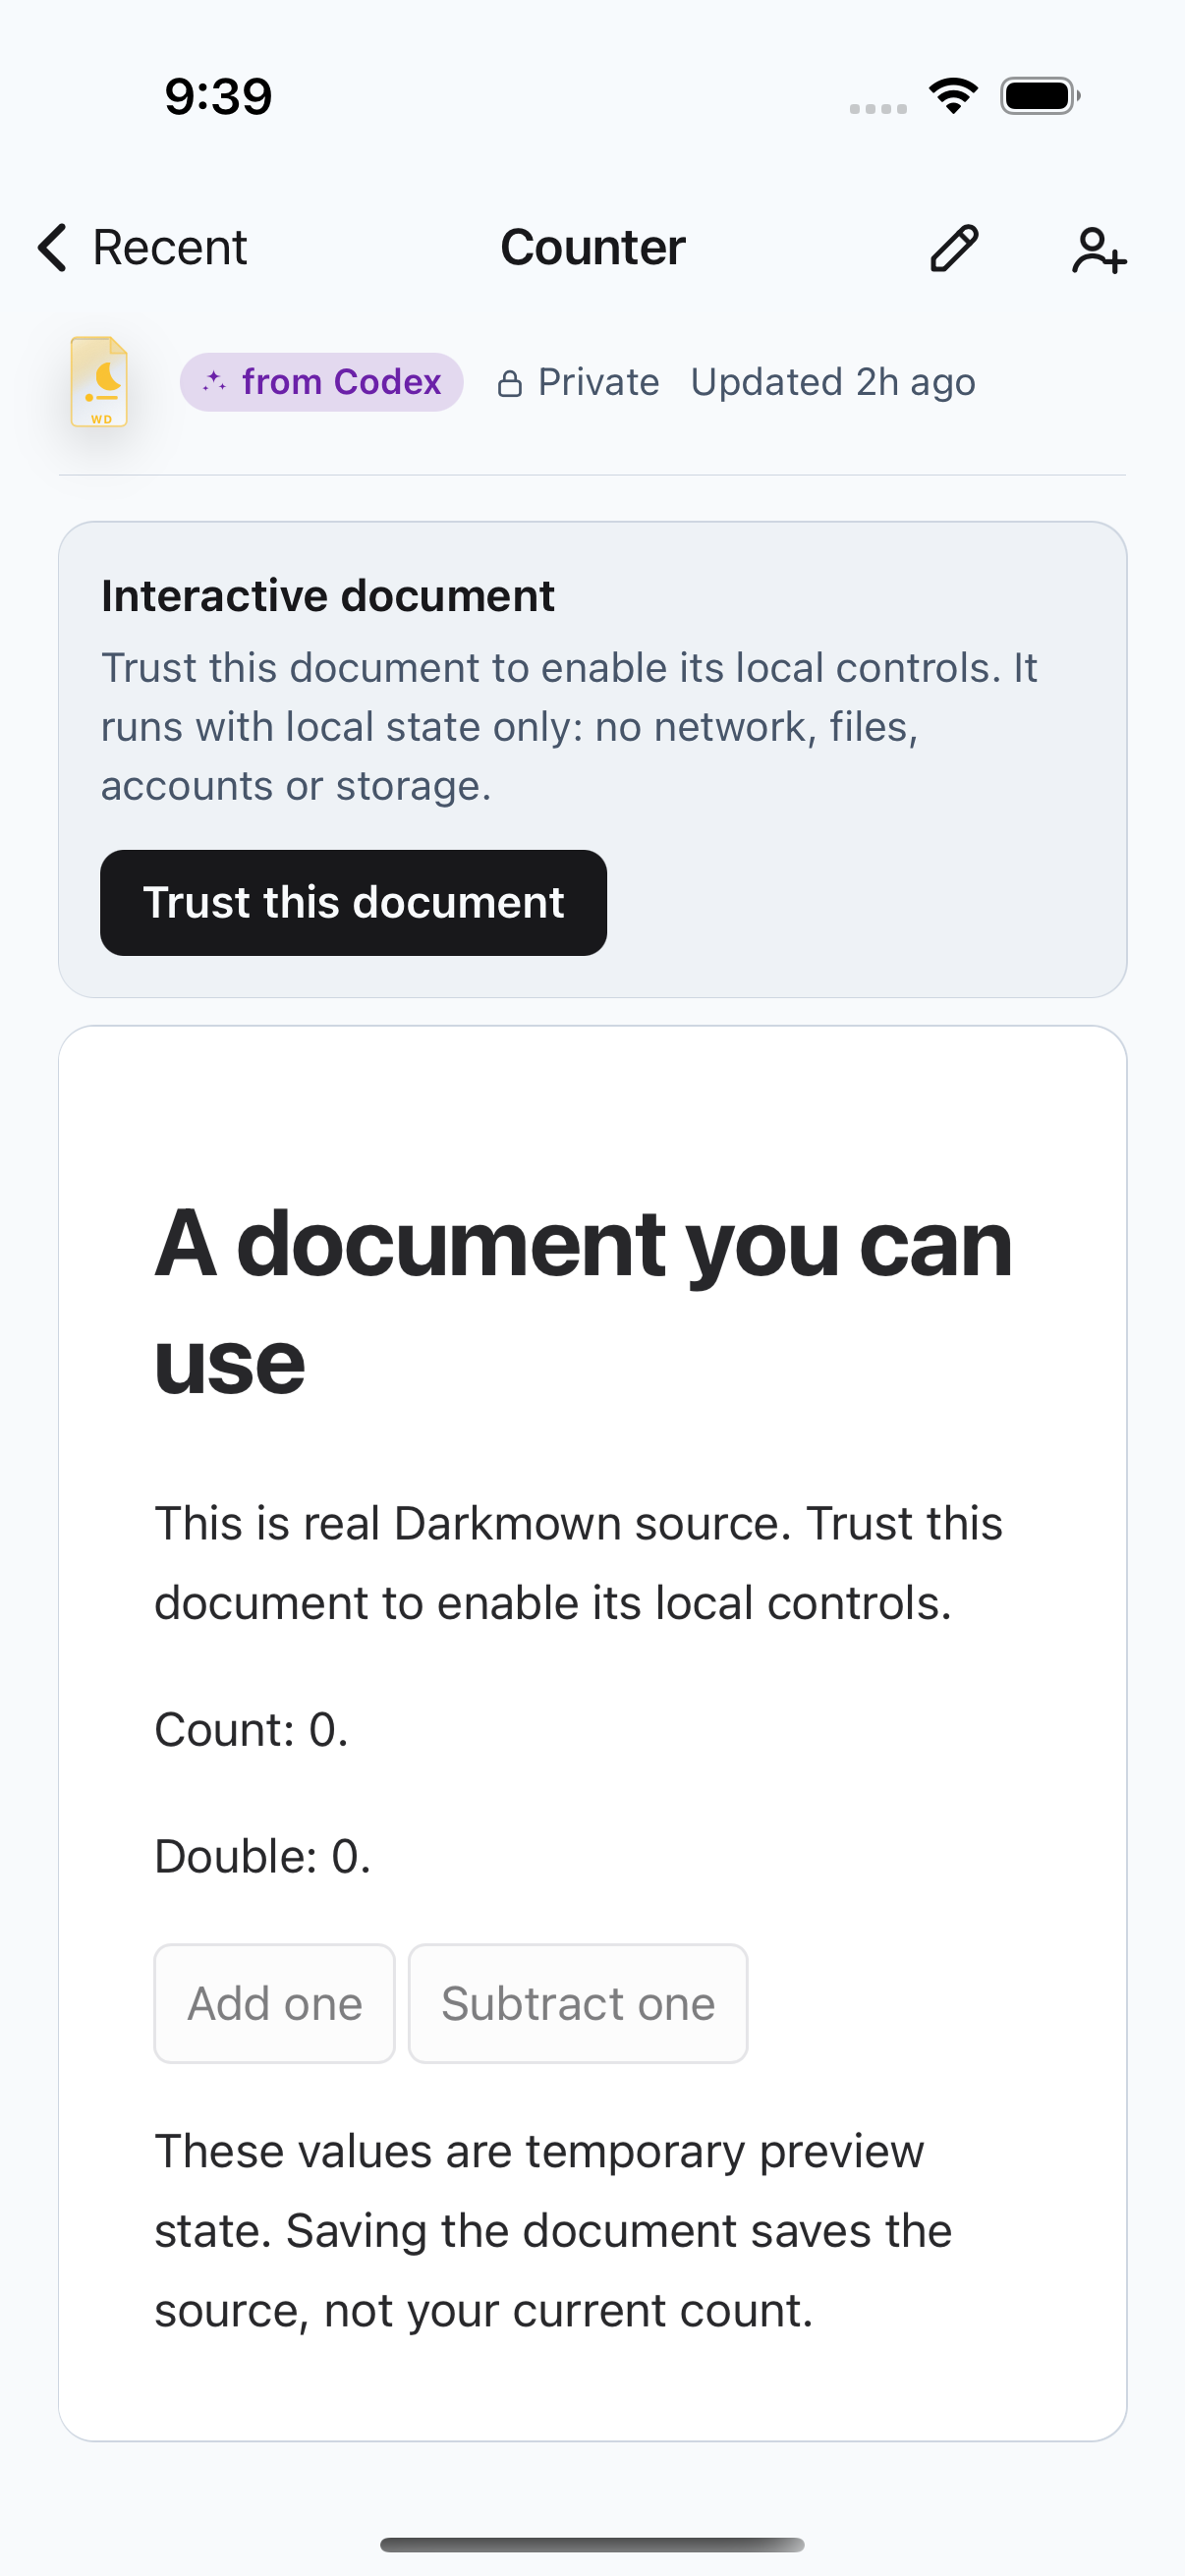 9:39
Recent
Counter
WD
from Codex
Private
Updated 2h ago
Interactive document
Trust this document to enable its local controls. It
runs with local state only: no network, files,
accounts or storage.
Trust this document
A document you can
use
This is real Darkmown source. Trust this
document to enable its local controls.
Count: 0.
Double: 0.
Add one
Subtract one
These values are temporary preview
state. Saving the document saves the
source, not your current count.